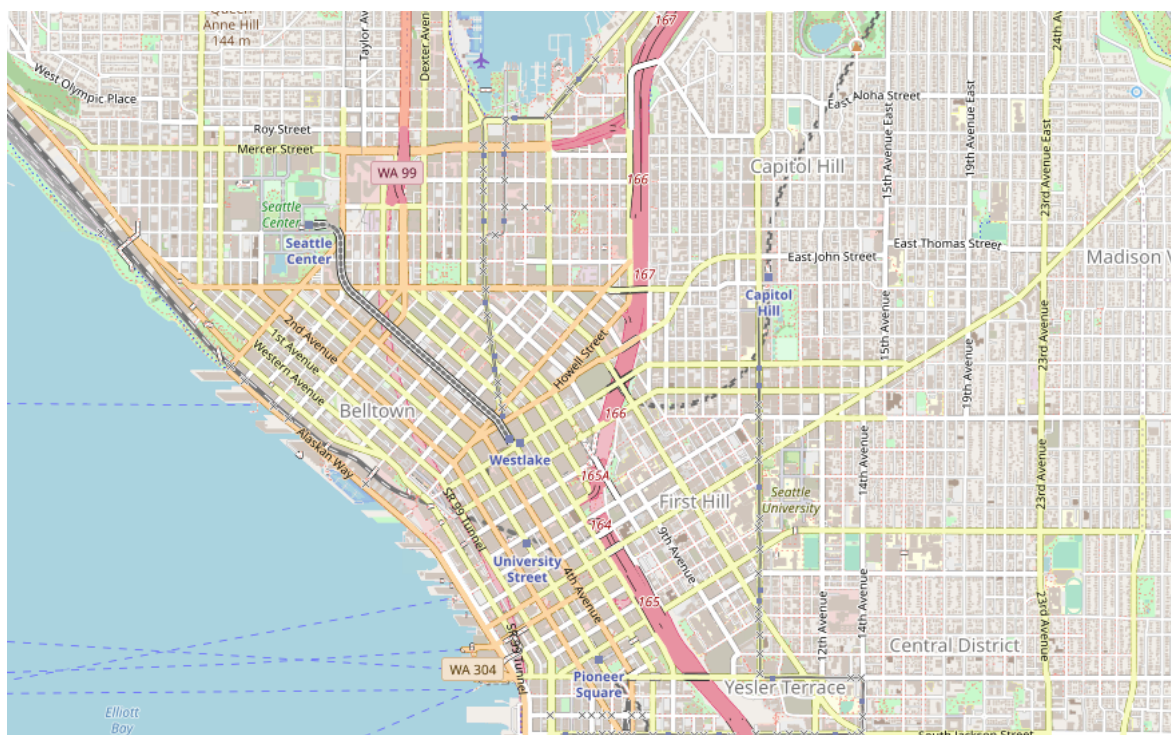 Queen
Anne Hill
144 m
Taylor Av
Dexter Aven
167
24th A
West Olympic Place
East Aloha Street
Roy Street
Mercer Street
WA 99
166
Capitol Hill
15th Avenue East
19th Avenue East
23rd Avenue East
Seattle
Center
Seattle
Center
East Thomas Street
East John Street
Madison V
167
Capitol
Hill
2nd Avenue
1st Avenue
Western Avenue
Howell Street
15th Avenue
19th Avenue
23rd Avenue
Belltown
166
Alaskan Way
Westlake
165A
SR 99 Tunnel
First Hill
Seattle
University
14th Avenue
23rd Avenue
164
University
Street
9th Avenue
4th Avenue
165
SR 99 Tunnel
12th Avenue
14th Avenue
23rd Avenue
Central District
WA 304
Pioneer
Square
Yesler Terrace
Elliott
Bay
South Jackson Street